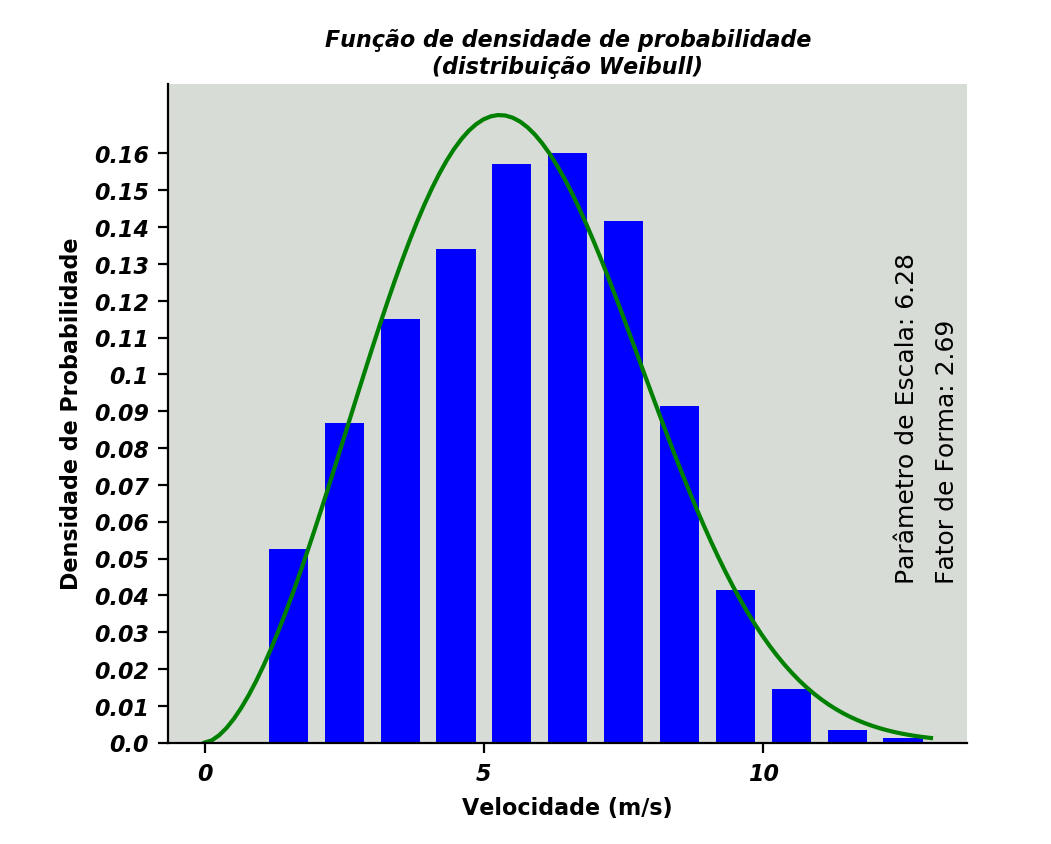 Função de densidade de probabilidade
(distribuição Weibull)
Densidade de Probabilidade
0.16
0.15
0.14
0.13
0.12
0.11
0.1
0.09
0.08
0.07
0.06
0.05
0.04
0.03
0.02
0.01
0.0
Parâmetro de Escala: 6.28
Fator de Forma: 2.69
0 5 10
Velocidade (m/s)